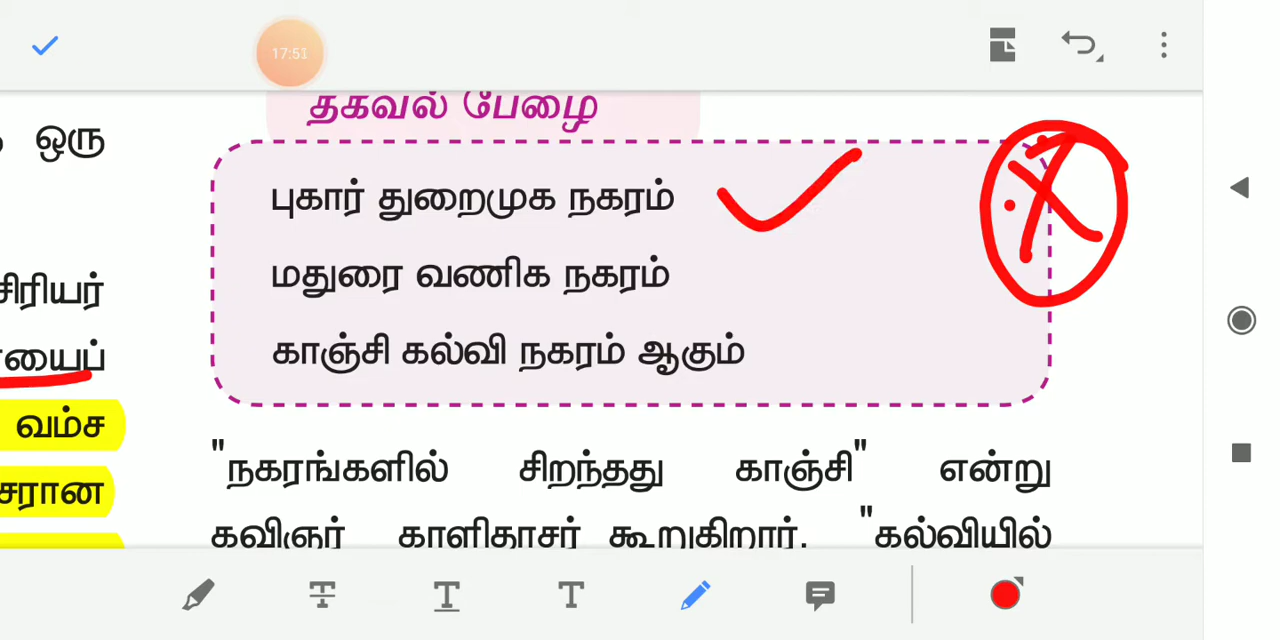 17:51
தகவல் பேழை
ஒரு
புகார் துறைமுக நகரம்
மதுரை வணிக நகரம்
சிரியர்
காஞ்சி கல்வி நகரம் ஆகும்
யைப்
வம்ச
"நகரங்களில் சிறந்தது காஞ்சி" என்று
சரான
கவிஞர் காளிதாசர் கூறுகிறார். "கல்வியில்
T T T